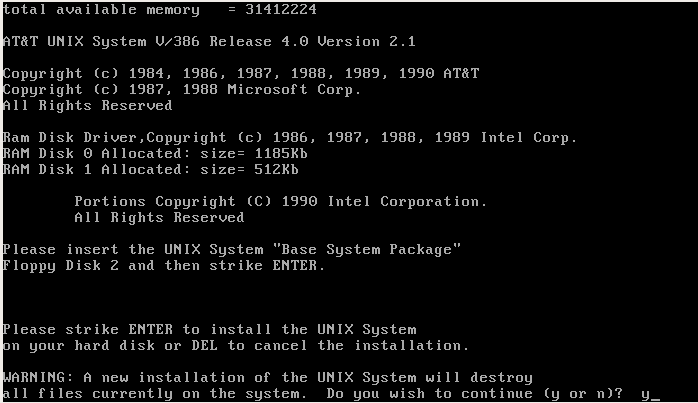 total available memory   = 31412224
AT&T UNIX System V/386 Release 4.0 Version 2.1
Copyright (c) 1984, 1986, 1987, 1988, 1989, 1990 AT&T
Copyright (c) 1987, 1988 Microsoft Corp.
All Rights Reserved
Ram Disk Driver,Copyright (c) 1986, 1987, 1988, 1989 Intel Corp.
RAM Disk 0 Allocated: size= 1185Kb
RAM Disk 1 Allocated: size= 512Kb
Portions Copyright (C) 1990 Intel Corporation.
All Rights Reserved
Please insert the UNIX System "Base System Package"
Floppy Disk 2 and then strike ENTER.
Please strike ENTER to install the UNIX System
on your hard disk or DEL to cancel the installation.
WARNING: A new installation of the UNIX System will destroy
all files currently on the system.  Do you wish to continue (y or n)?  y_